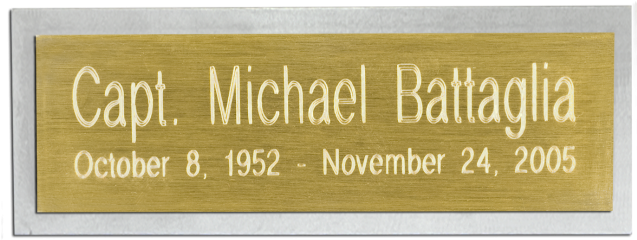 Capt. Michael Battaglia
October 8, 1952 - November 24, 2005